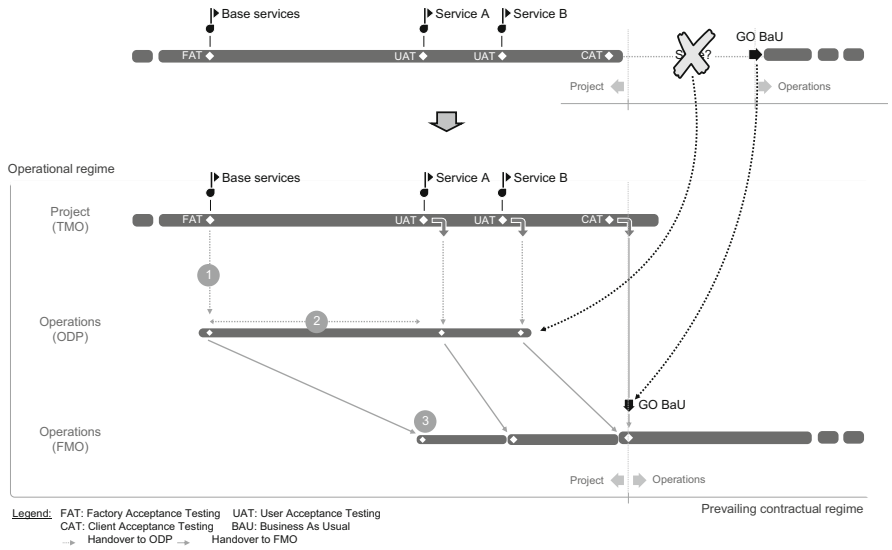 Base services
Service A
Service B
GO BaU
FAT
UAT
UAT
CAT
Project
Operations
Operational regime
Base services
Service A
Service B
Project
(TMO)
FAT
UAT
UAT
CAT
1
Operations
(ODP)
2
3
GO BaU
Operations
(FMO)
Project
Operations
Prevailing contractual regime
Legend: FAT: Factory Acceptance Testing UAT: User Acceptance Testing
CAT: Client Acceptance Testing BAU: Business As Usual
Handover to ODP Handover to FMO